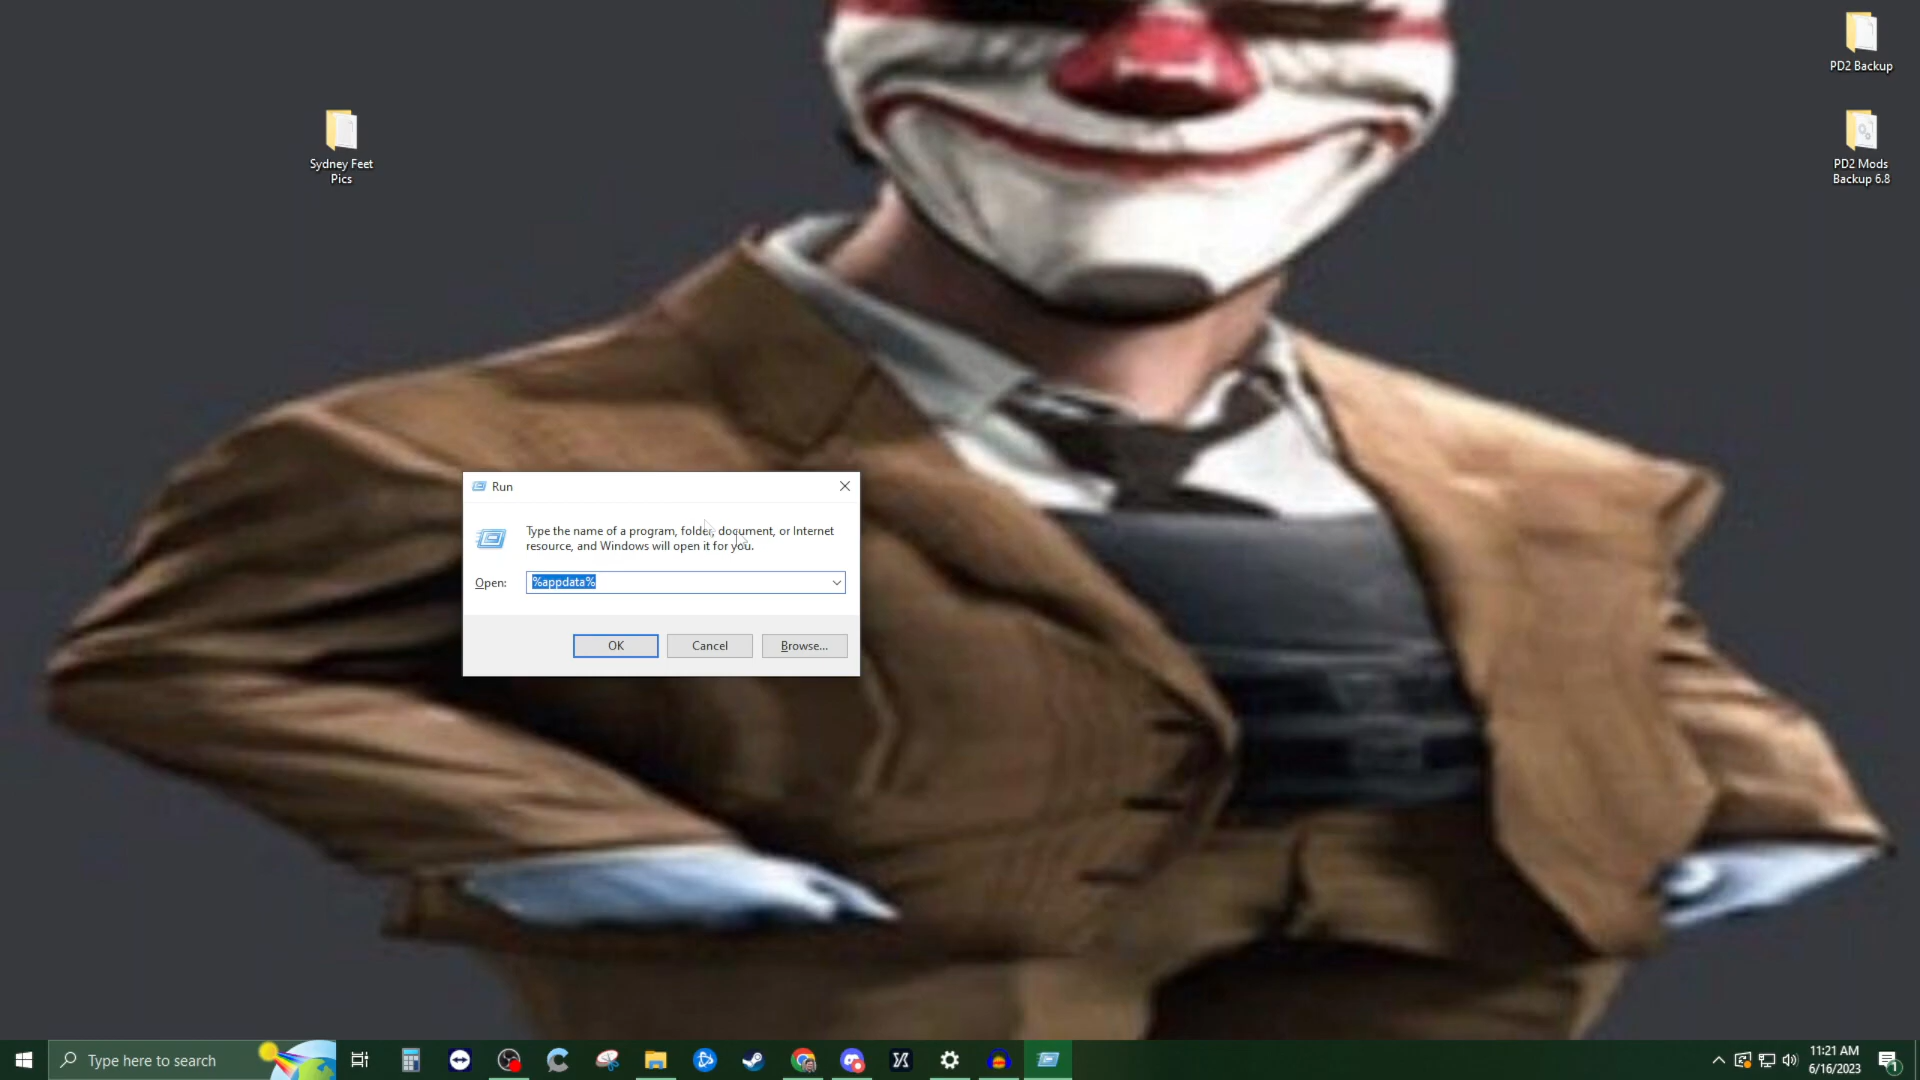 PD2 Backup
Sydney Feet
Pics
PD2 Mods
Backup 6.8
Run
Type the name of a program, folder, document, or Internet
resource, and Windows will open it for you.
Open:
%appdata%
OK
Cancel
Browse...
Type here to search
11:21 AM
6/16/2023
1